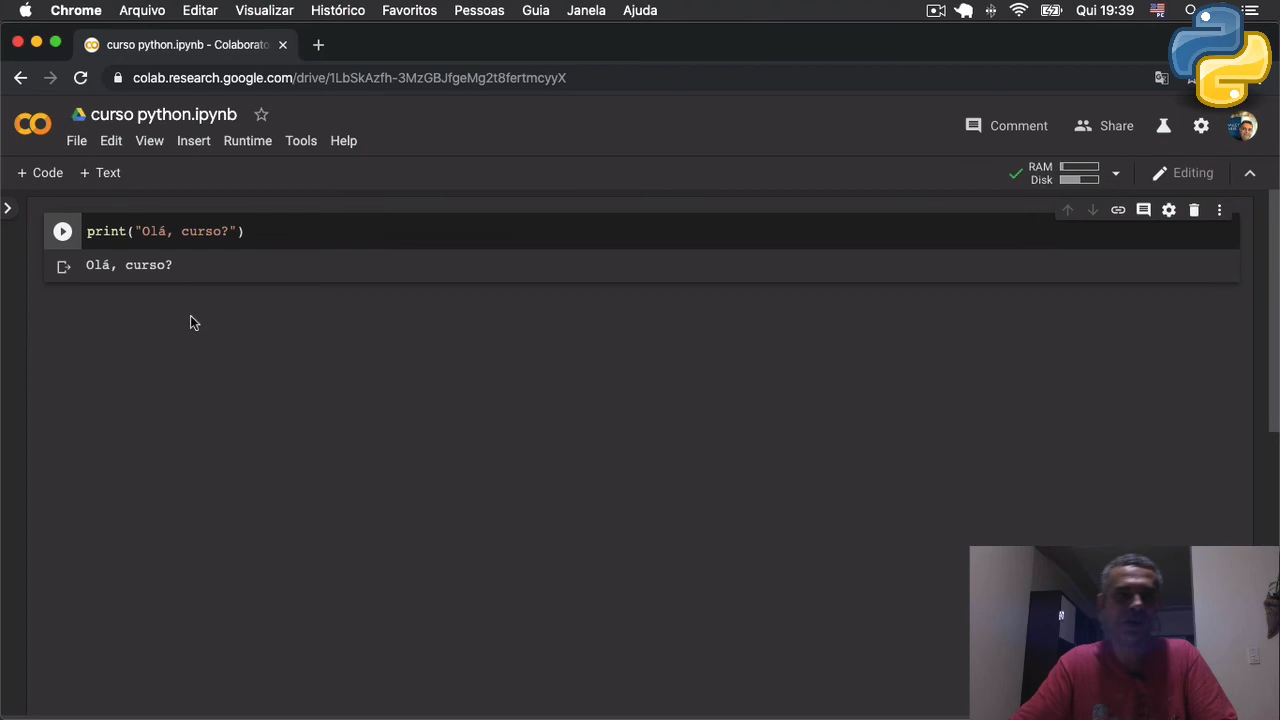 Chrome Arquivo Editar Visualizar Histórico Favoritos Pessoas Guia Janela Ajuda Qui 19:39
curso python.ipynb - Colaborato
colab.research.google.com/drive/1LbSkAzfh-3MzGBJfgeMg2t8fertmcyyX
CO curso python.ipynb Comment Share
File Edit View Insert Runtime Tools Help
+ Code + Text RAM Editing
Disk
print("Olá, curso?")
Olá, curso?